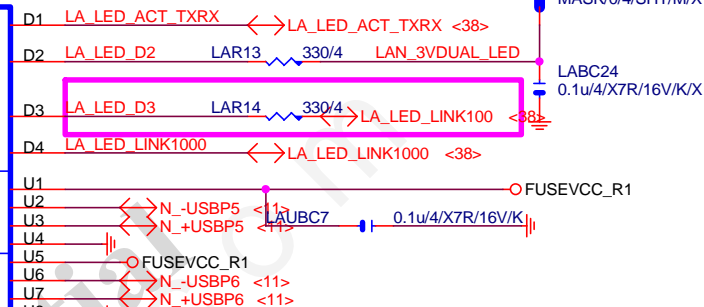 MASK/0/4/SHT/M/X
D1 LA_LED_ACT_TXRX LA_LED_ACT_TXRX <38>
D2 LA_LED_D2 LAR13 330/4 LAN_3VDUAL_LED
LABC24
0.1u/4/X7R/16V/K/X
D3 LA_LED_D3 LAR14 330/4 LA_LED_LINK100 <38>
D4 LA_LED_LINK1000 LA_LED_LINK1000 <38>
U1 FUSEVCC_R1
U2 N_-USBP5 <11>
U3 N_+USBP5 <11> LAUBC7 0.1u/4/X7R/16V/K
U4
U5 FUSEVCC_R1
U6 N_-USBP6 <11>
U7 N_+USBP6 <11>